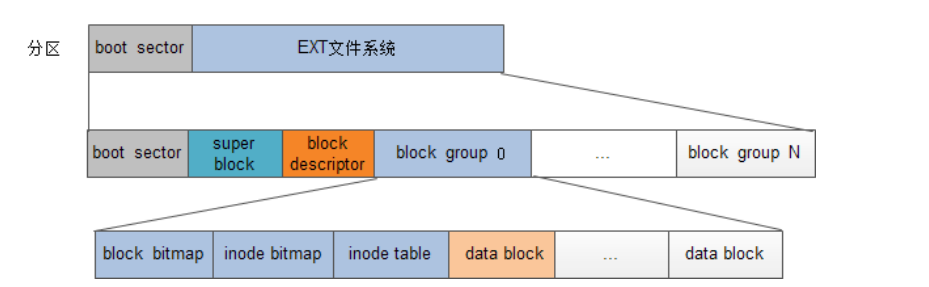 分区
boot sector
EXT文件系统
boot sector
super
block
block
descriptor
block group 0
...
block group N
block bitmap
inode bitmap
inode table
data block
...
data block